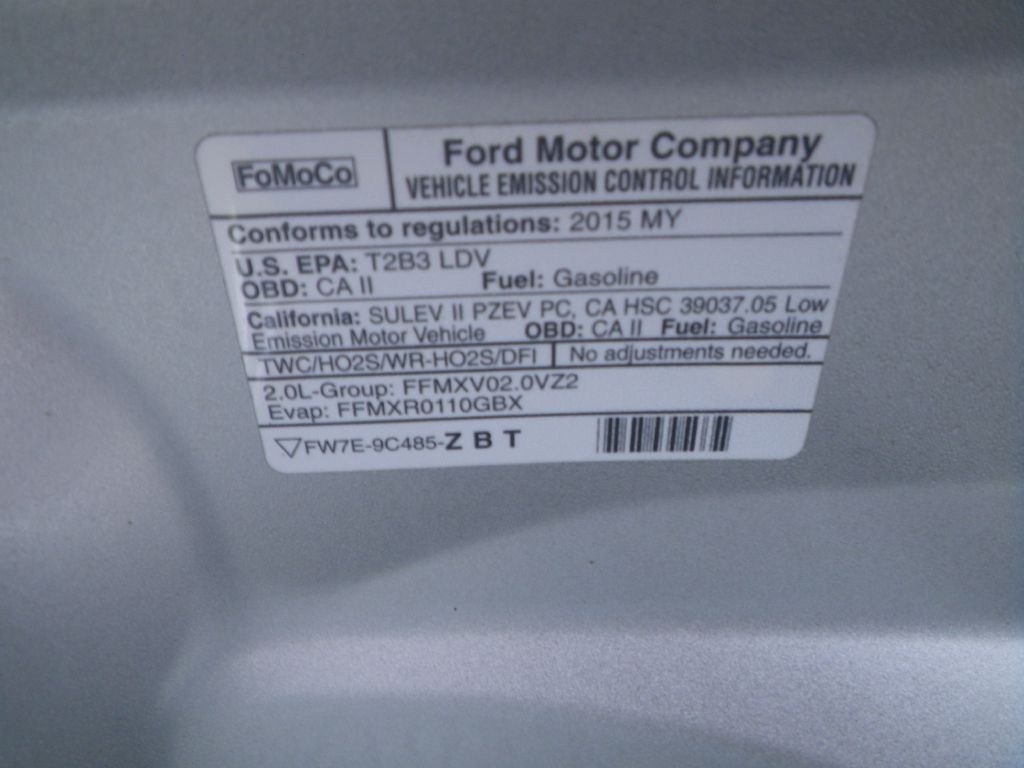 FoMoCo
Ford Motor Company
VEHICLE EMISSION CONTROL INFORMATION
Conforms to regulations: 2015 MY
U.S. EPA: T2B3 LDV
OBD: CA II Fuel: Gasoline
California: SULEV II PZEV PC, CA HSC 39037.05 Low
Emission Motor Vehicle OBD: CA II Fuel: Gasoline
TWC/HO2S/WR-HO2S/DFI No adjustments needed.
2.0L-Group: FFMXV02.0VZ2
Evap: FFMXR0110GBX
FW7E-9C485-Z B T